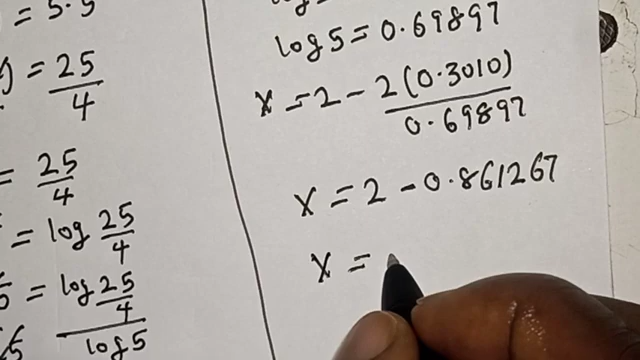 = 5.5
) = 25/4
= 25/4
= log 25/4
= log 25/4 / log 5
log 5 = 0.69897
x = 2 - 2(0.3010)/0.69897
x = 2 - 0.861267
x =